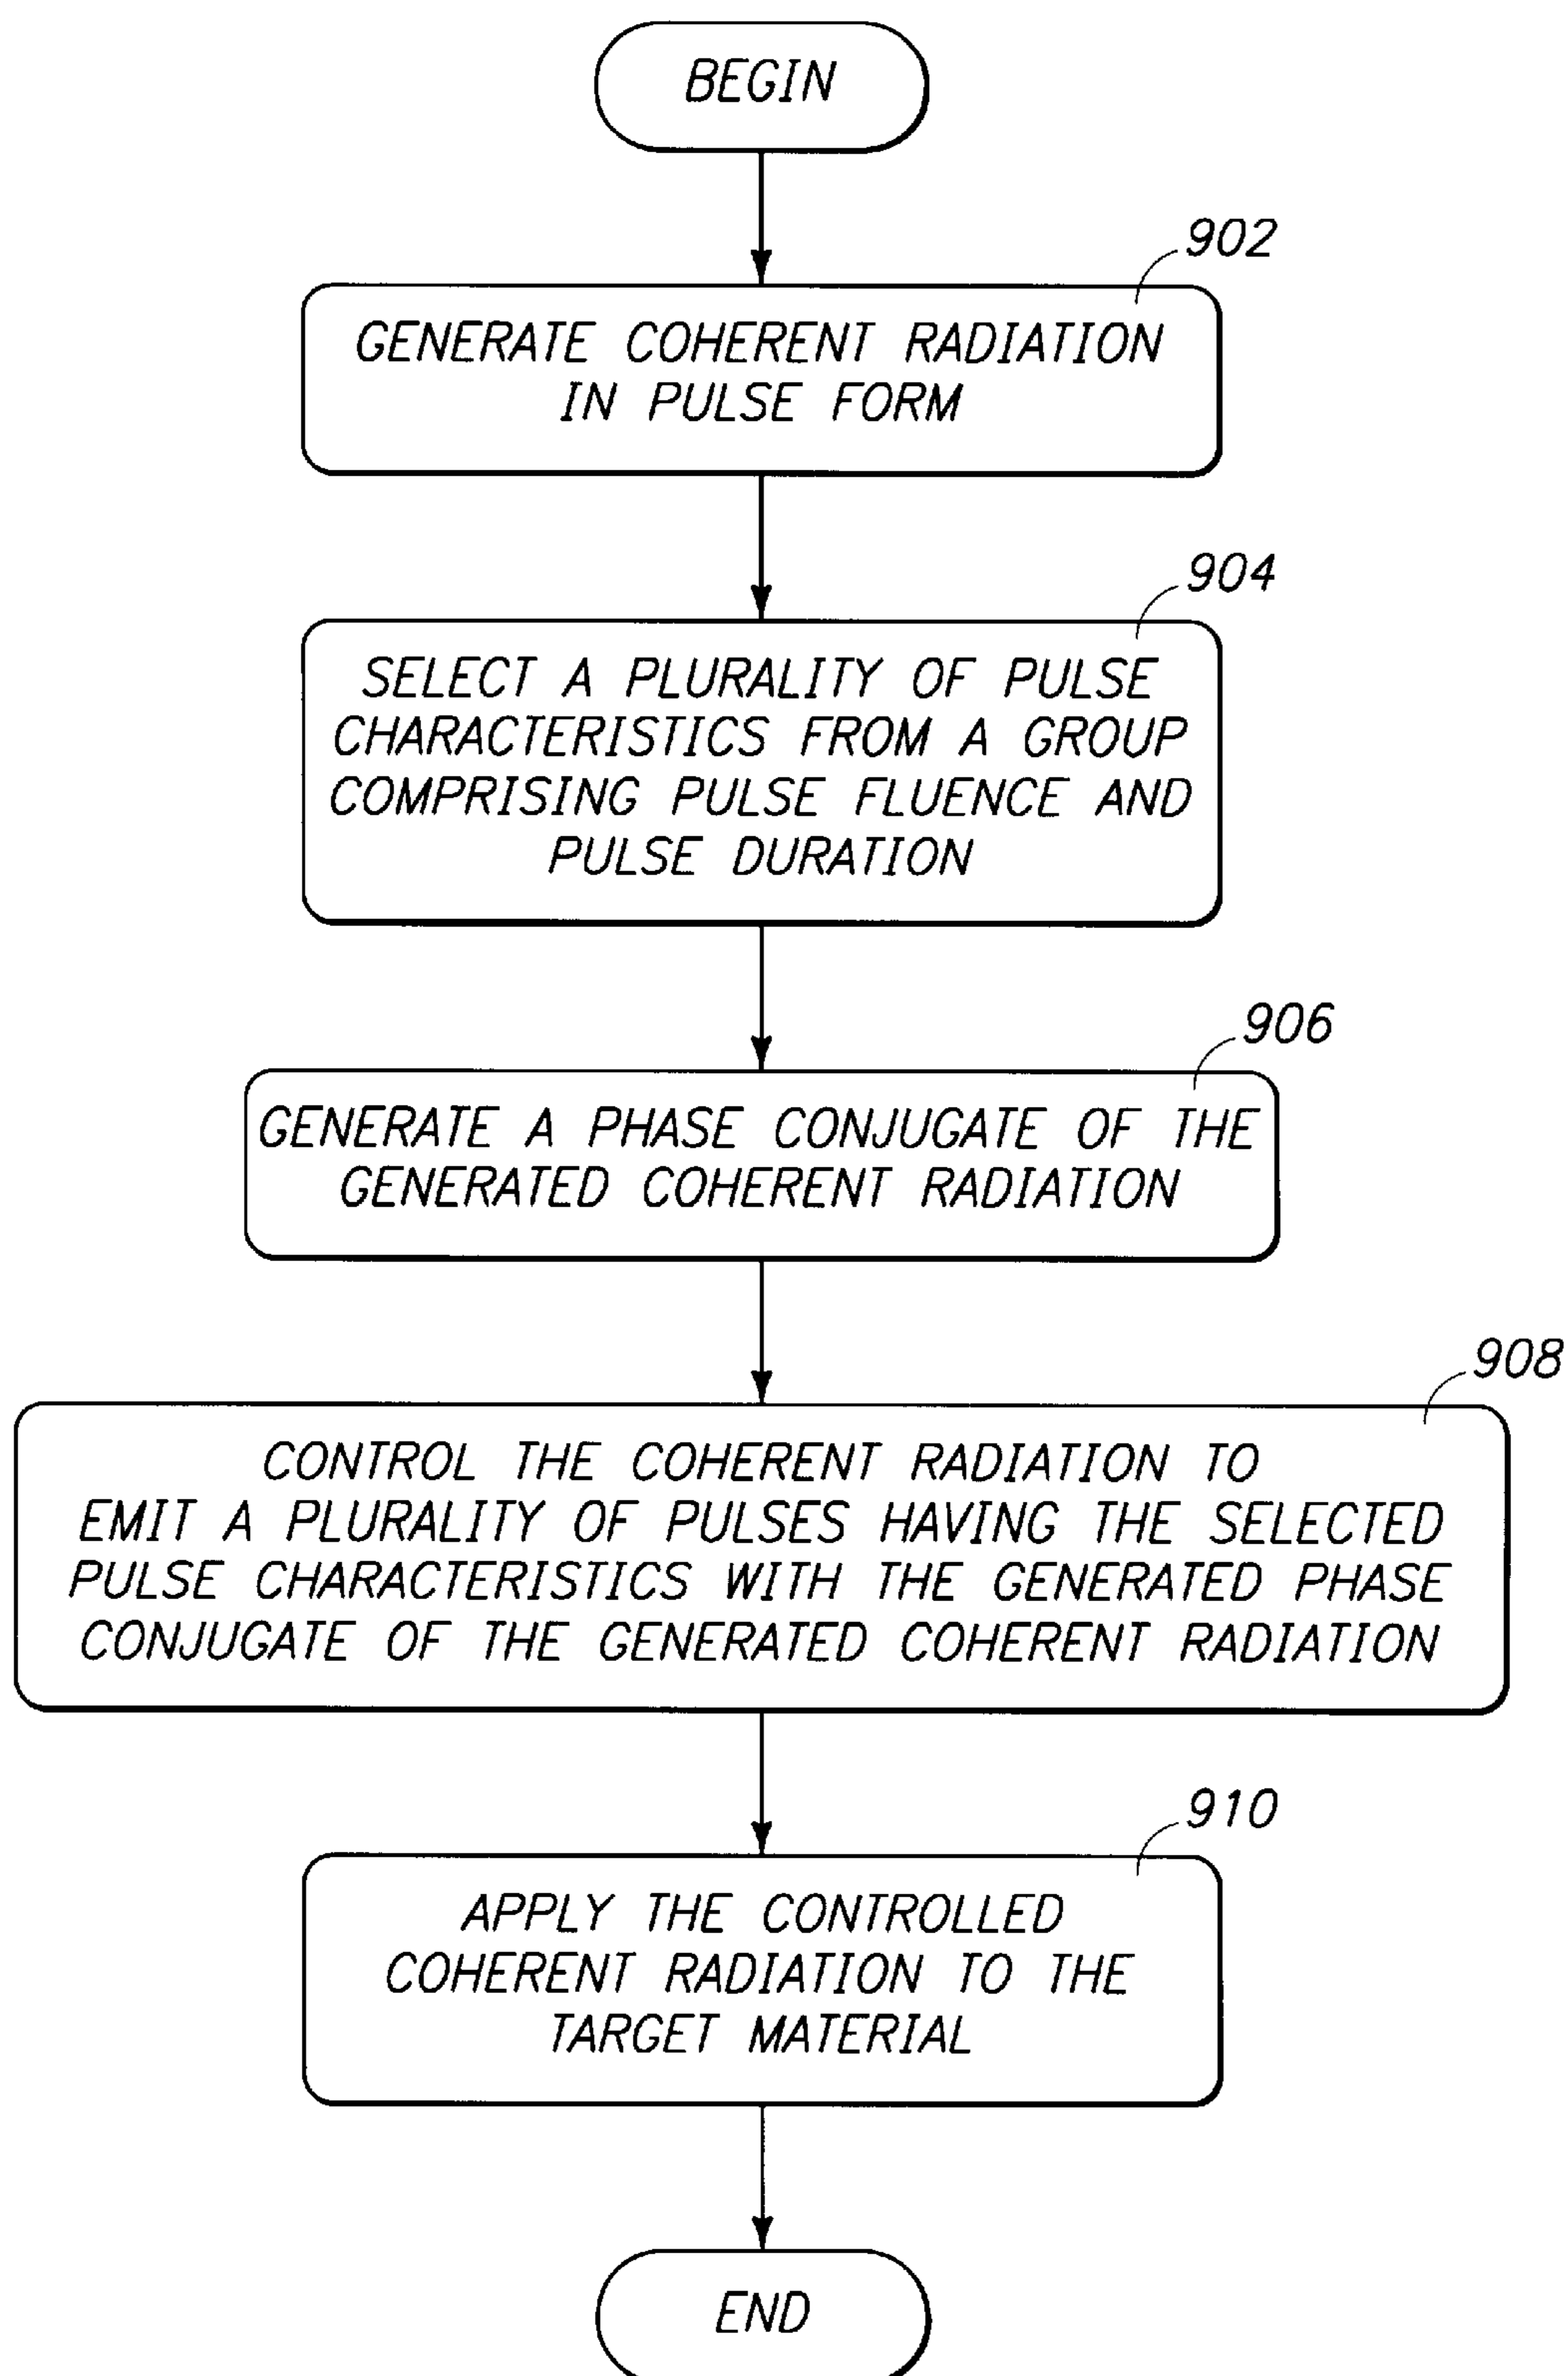 BEGIN
902
GENERATE COHERENT RADIATION
IN PULSE FORM
904
SELECT A PLURALITY OF PULSE
CHARACTERISTICS FROM A GROUP
COMPRISING PULSE FLUENCE AND
PULSE DURATION
906
GENERATE A PHASE CONJUGATE OF THE
GENERATED COHERENT RADIATION
908
CONTROL THE COHERENT RADIATION TO
EMIT A PLURALITY OF PULSES HAVING THE SELECTED
PULSE CHARACTERISTICS WITH THE GENERATED PHASE
CONJUGATE OF THE GENERATED COHERENT RADIATION
910
APPLY THE CONTROLLED
COHERENT RADIATION TO THE
TARGET MATERIAL
END